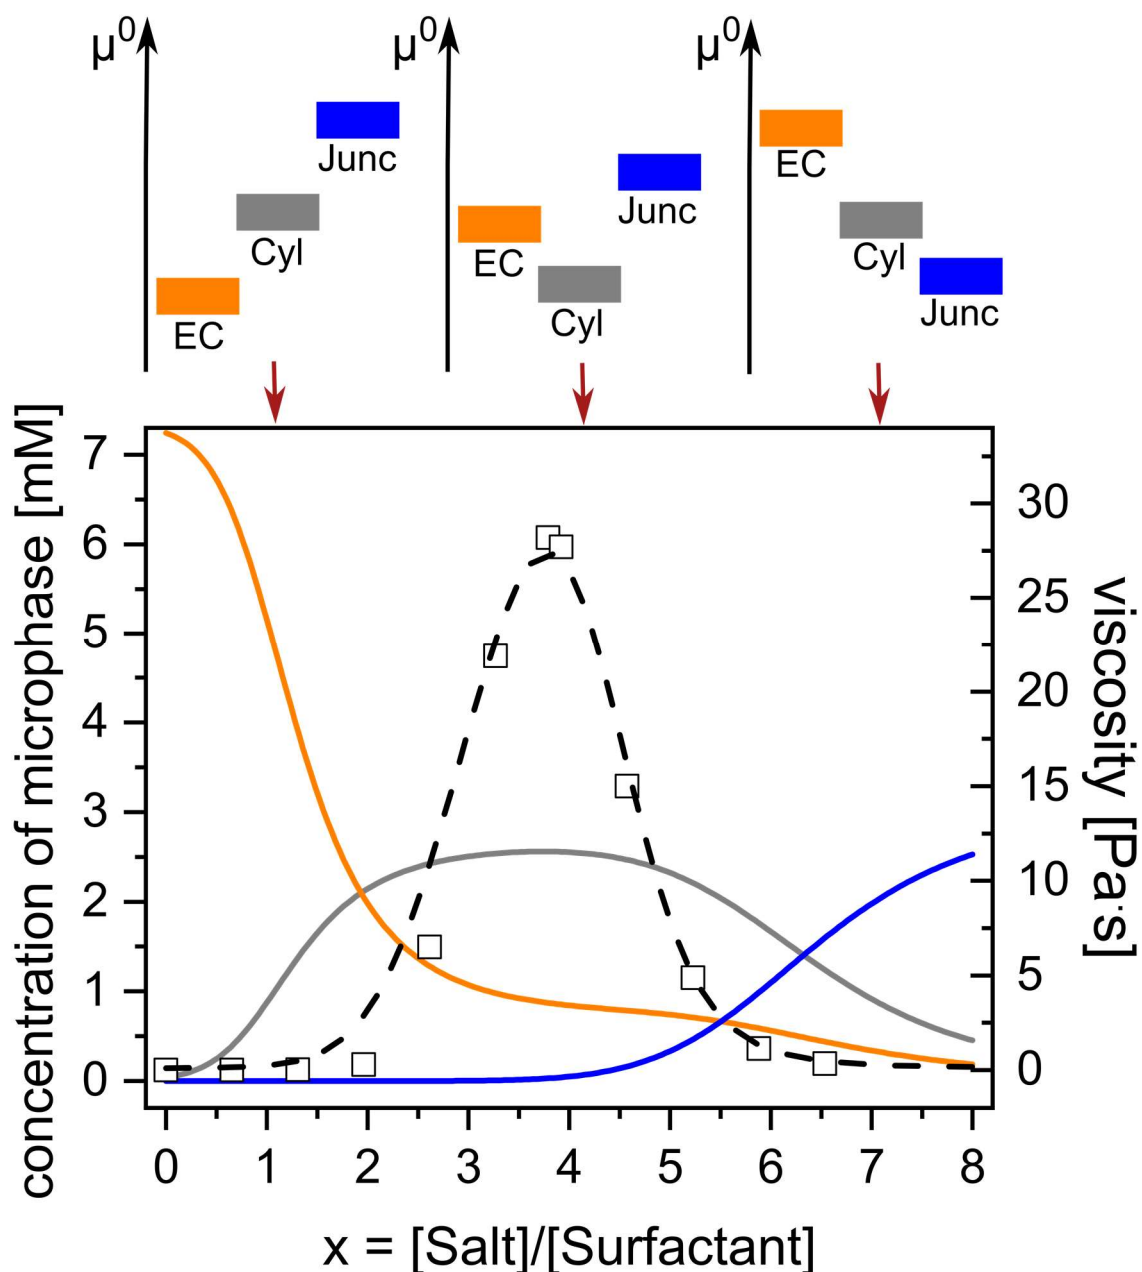 μ⁰ μ⁰ μ⁰
Junc
Cyl
EC
Junc
EC
Cyl
EC
Cyl
Junc
concentration of microphase [mM]
7
6
5
4
3
2
1
0
30
25
20
15
10
5
0
viscosity [Pa·s]
0 1 2 3 4 5 6 7 8
x = [Salt]/[Surfactant]